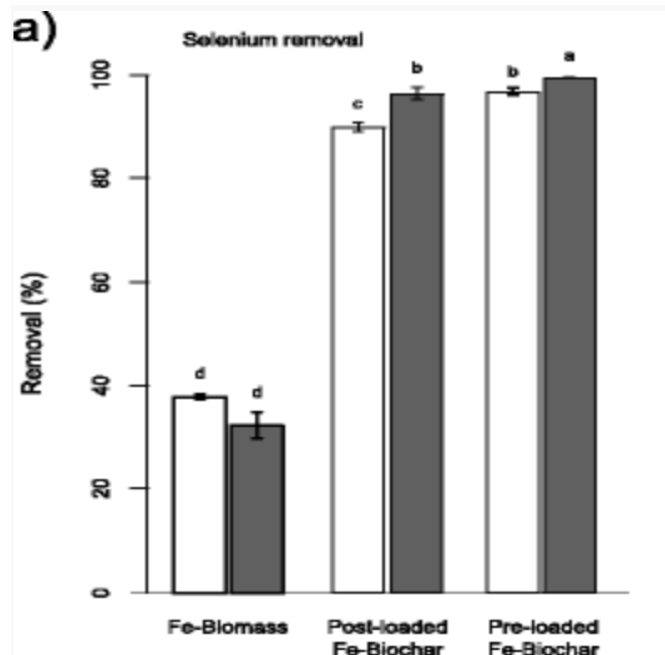 a)
Selenium removal
Removal (%)
100
80
60
40
20
0
d
d
c
b
b
a
Fe-Biomass
Post-loaded
Fe-Biochar
Pre-loaded
Fe-Biochar